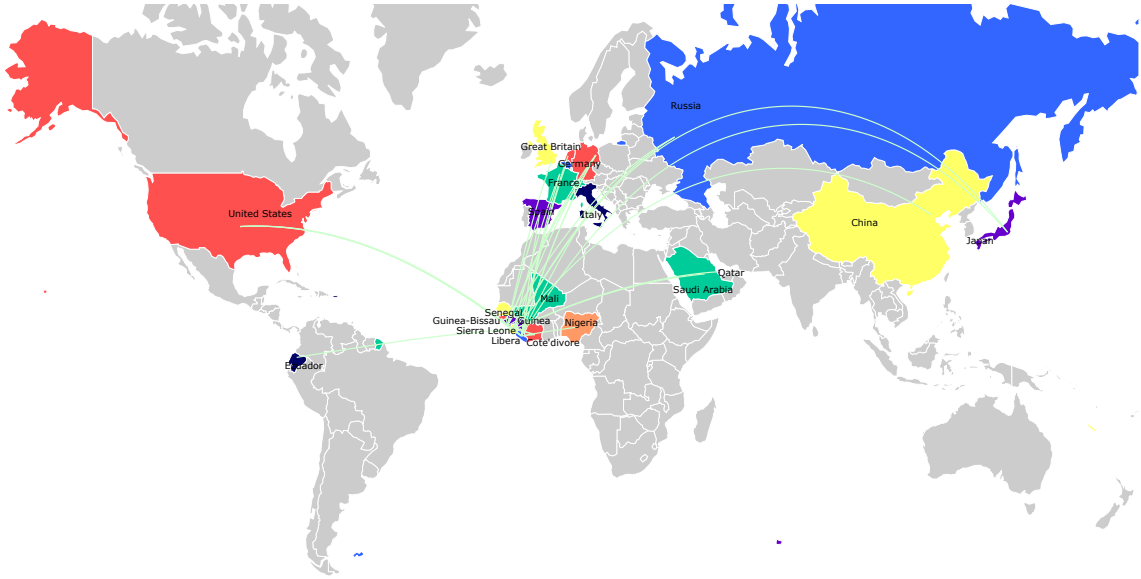 Russia
Great Britain
Germany
France
Spain
Italy
United States
China
Japan
Qatar
Saudi Arabia
Mali
Senegal
Guinea-Bissau
Guinea
Nigeria
Sierra Leone
Libera
Cote'divore
Ecuador